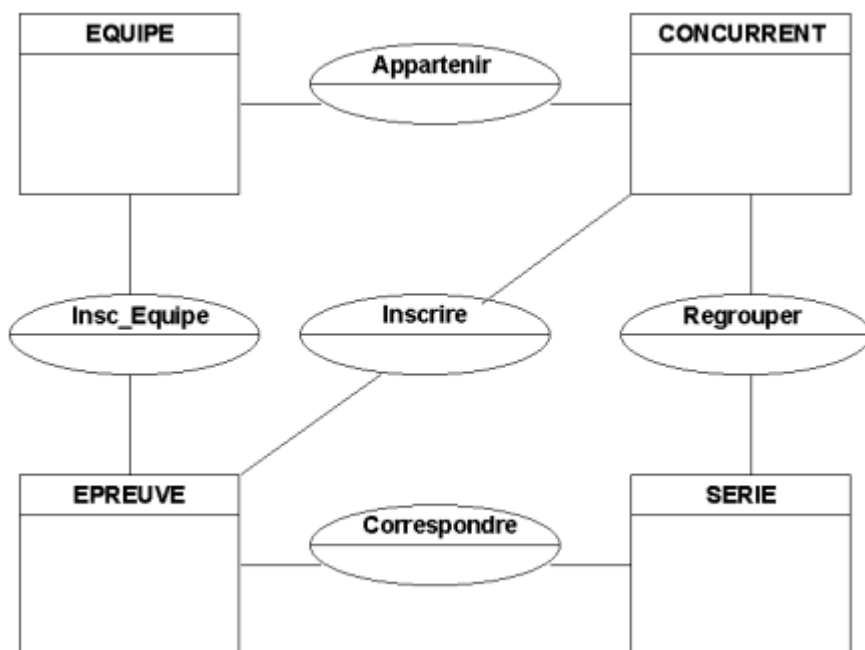 EQUIPE
CONCURRENT
Appartenir
Insc_Equipe
Inscrire
Regrouper
EPREUVE
SERIE
Correspondre